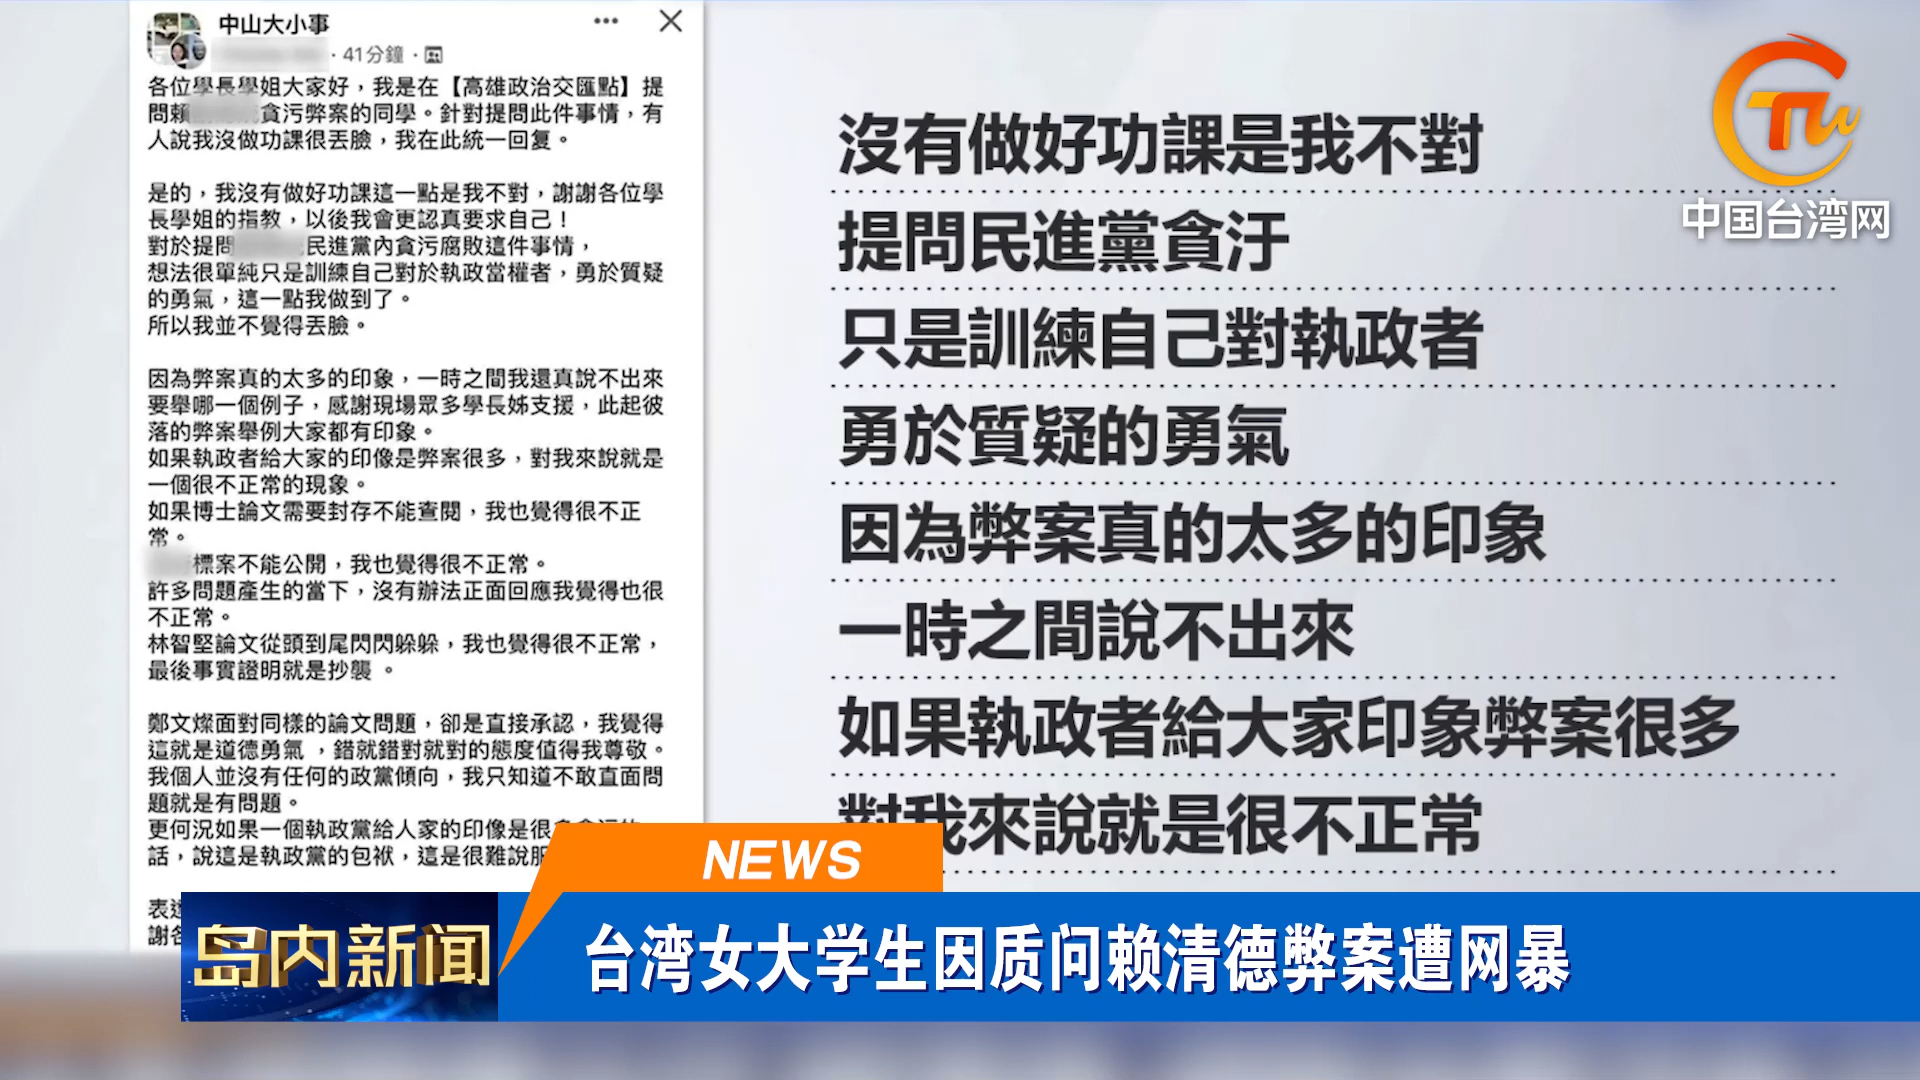 中山大小事
· 41分鐘 ·
各位學長學姐大家好，我是在【高雄政治交匯點】提
問賴 貪污弊案的同學。針對提問此件事情，有
人說我沒做功課很丟臉，我在此統一回复。
是的，我沒有做好功課這一點是我不對，謝謝各位學
長學姐的指教，以後我會更認真要求自己！
對於提問 民進黨內貪污腐敗這件事情，
想法很單純只是訓練自己對於執政當權者，勇於質疑
的勇氣，這一點我做到了。
所以我並不覺得丟臉。
因為弊案真的太多的印象，一時之間我還真說不出來
要舉哪一個例子，感謝現場眾多學長姊支援，此起彼
落的弊案舉例大家都有印象。
如果執政者給大家的印像是弊案很多，對我來說就是
一個很不正常的現象。
如果博士論文需要封存不能查閱，我也覺得很不正
常。
標案不能公開，我也覺得很不正常。
許多問題產生的當下，沒有辦法正面回應我覺得也很
不正常。
林智堅論文從頭到尾閃閃躲躲，我也覺得很不正常，
最後事實證明就是抄襲 。
鄭文燦面對同樣的論文問題，卻是直接承認，我覺得
這就是道德勇氣 ，錯就錯對就對的態度值得我尊敬。
我個人並沒有任何的政黨傾向，我只知道不敢直面問
題就是有問題。
更何況如果一個執政黨給人家的印像是很
話，說這是執政黨的包袱，這是很難說服
表達
謝各
沒有做好功課是我不對
提問民進黨貪汙
只是訓練自己對執政者
勇於質疑的勇氣
因為弊案真的太多的印象
一時之間說不出來
如果執政者給大家印象弊案很多
對我來說就是很不正常
中国台湾网
NEWS
岛内新闻
台湾女大学生因质问赖清德弊案遭网暴